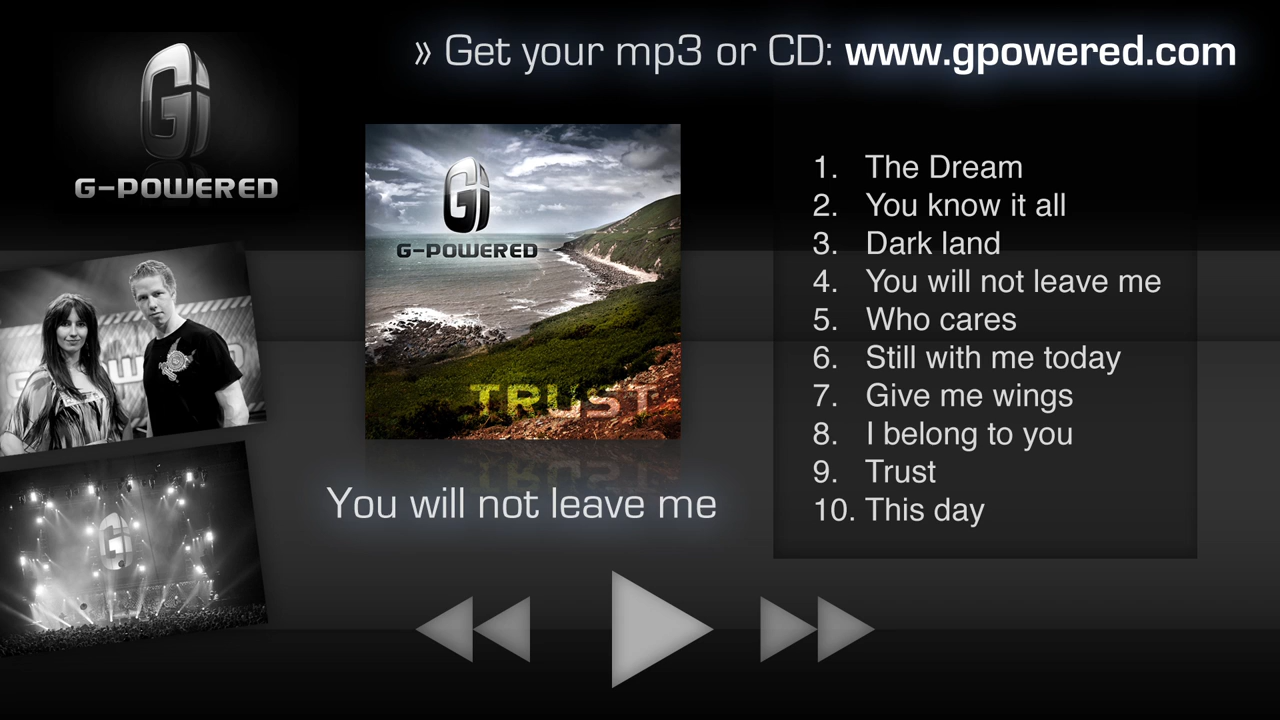 » Get your mp3 or CD: www.gpowered.com
G-POWERED
G-POWERED
TRUST
You will not leave me
1. The Dream
2. You know it all
3. Dark land
4. You will not leave me
5. Who cares
6. Still with me today
7. Give me wings
8. I belong to you
9. Trust
10. This day